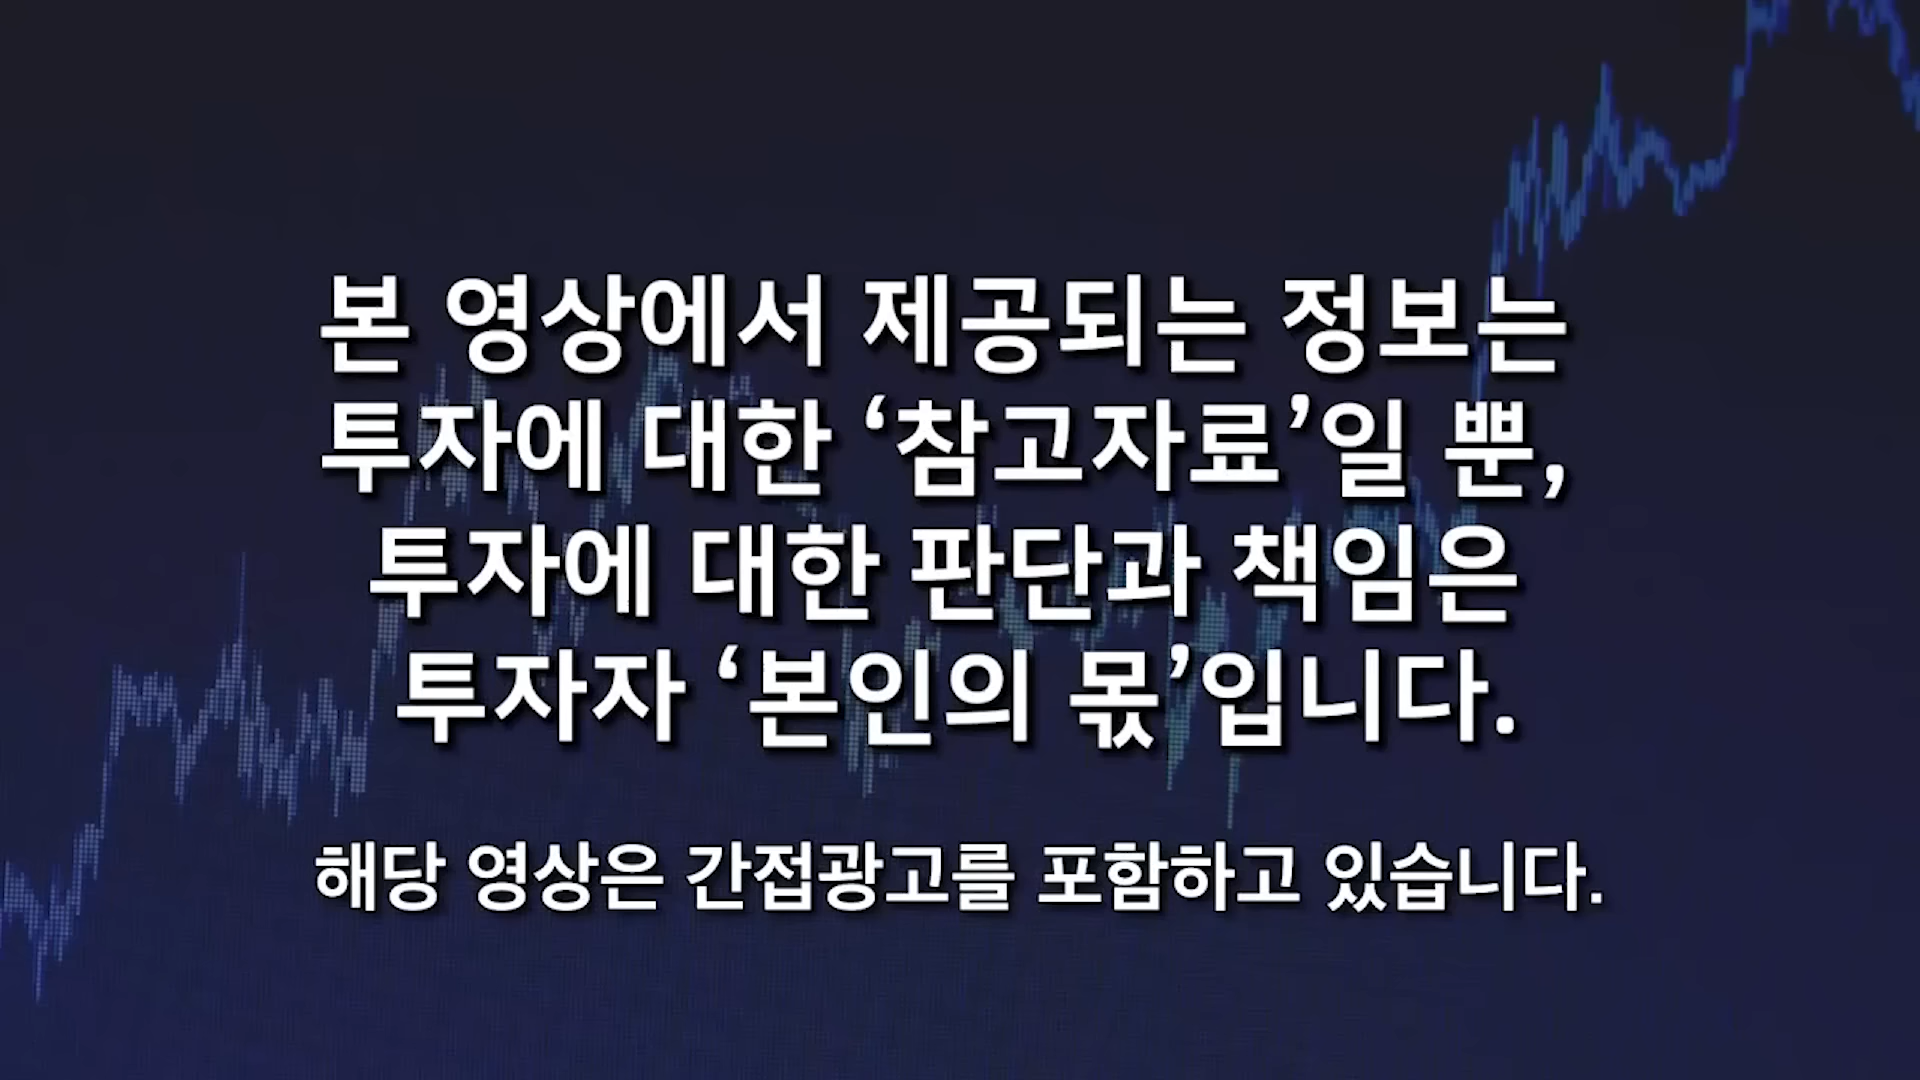 본 영상에서 제공되는 정보는
투자에 대한 ‘참고자료’일 뿐,
투자에 대한 판단과 책임은
투자자 ‘본인의 몫’입니다.
해당 영상은 간접광고를 포함하고 있습니다.